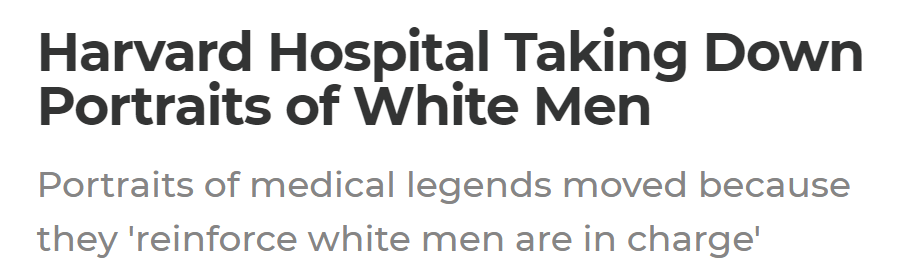 Harvard Hospital Taking Down
Portraits of White Men
Portraits of medical legends moved because
they 'reinforce white men are in charge'